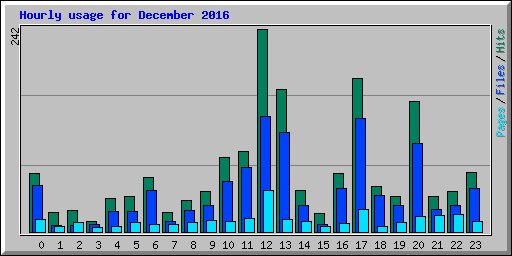 Hourly usage for December 2016
242
Pages/Files/Hits
0 1 2 3 4 5 6 7 8 9 10 11 12 13 14 15 16 17 18 19 20 21 22 23